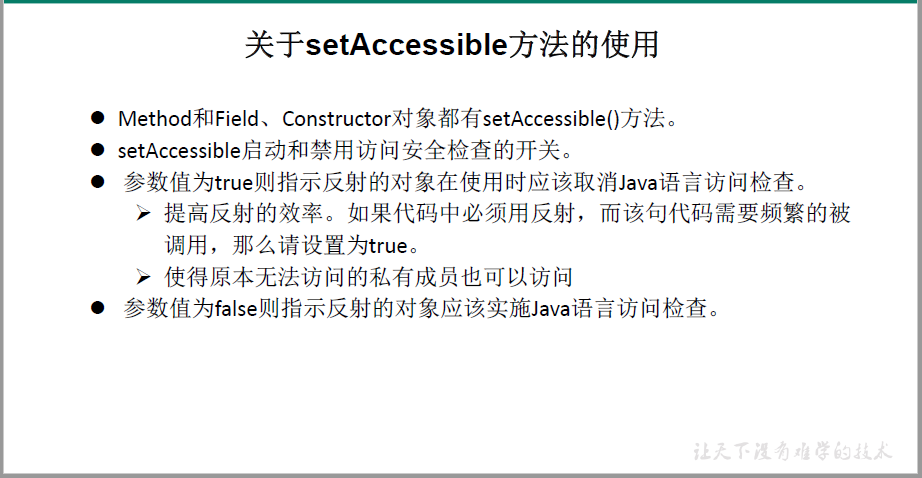 关于setAccessible方法的使用
● Method和Field、Constructor对象都有setAccessible()方法。
● setAccessible启动和禁用访问安全检查的开关。
● 参数值为true则指示反射的对象在使用时应该取消Java语言访问检查。
➢ 提高反射的效率。如果代码中必须用反射，而该句代码需要频繁的被
调用，那么请设置为true。
➢ 使得原本无法访问的私有成员也可以访问
● 参数值为false则指示反射的对象应该实施Java语言访问检查。
让天下没有难学的技术